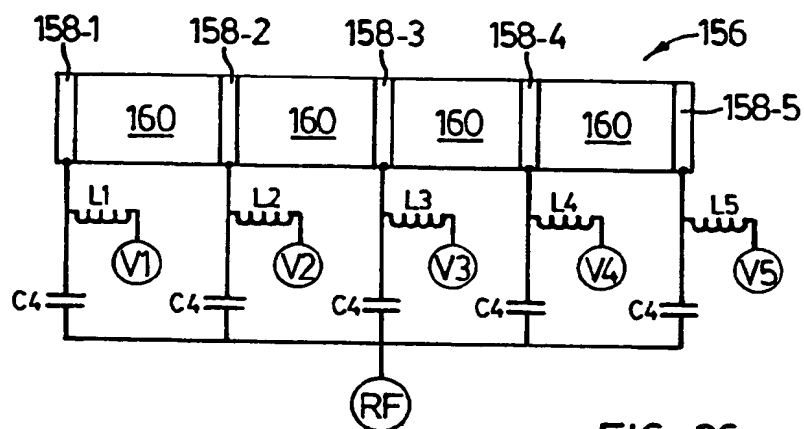 158-1 158-2 158-3 158-4 156
160 160 160 160 158-5
L1 L2 L3 L4 L5
V1 V2 V3 V4 V5
C4 C4 C4 C4 C4
RF